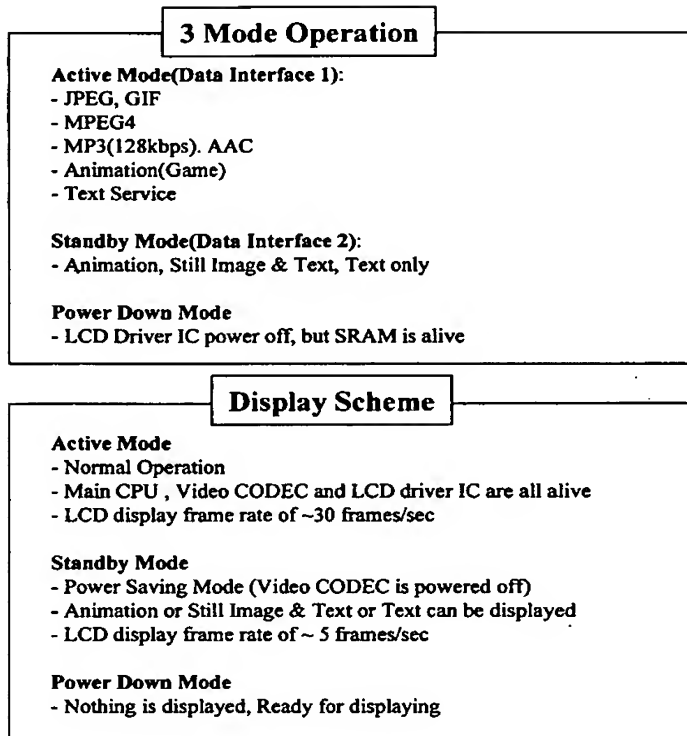 3 Mode Operation
Active Mode(Data Interface 1):
- JPEG, GIF
- MPEG4
- MP3(128kbps). AAC
- Animation(Game)
- Text Service
Standby Mode(Data Interface 2):
- Animation, Still Image & Text, Text only
Power Down Mode
- LCD Driver IC power off, but SRAM is alive
Display Scheme
Active Mode
- Normal Operation
- Main CPU , Video CODEC and LCD driver IC are all alive
- LCD display frame rate of ~30 frames/sec
Standby Mode
- Power Saving Mode (Video CODEC is powered off)
- Animation or Still Image & Text or Text can be displayed
- LCD display frame rate of ~ 5 frames/sec
Power Down Mode
- Nothing is displayed, Ready for displaying